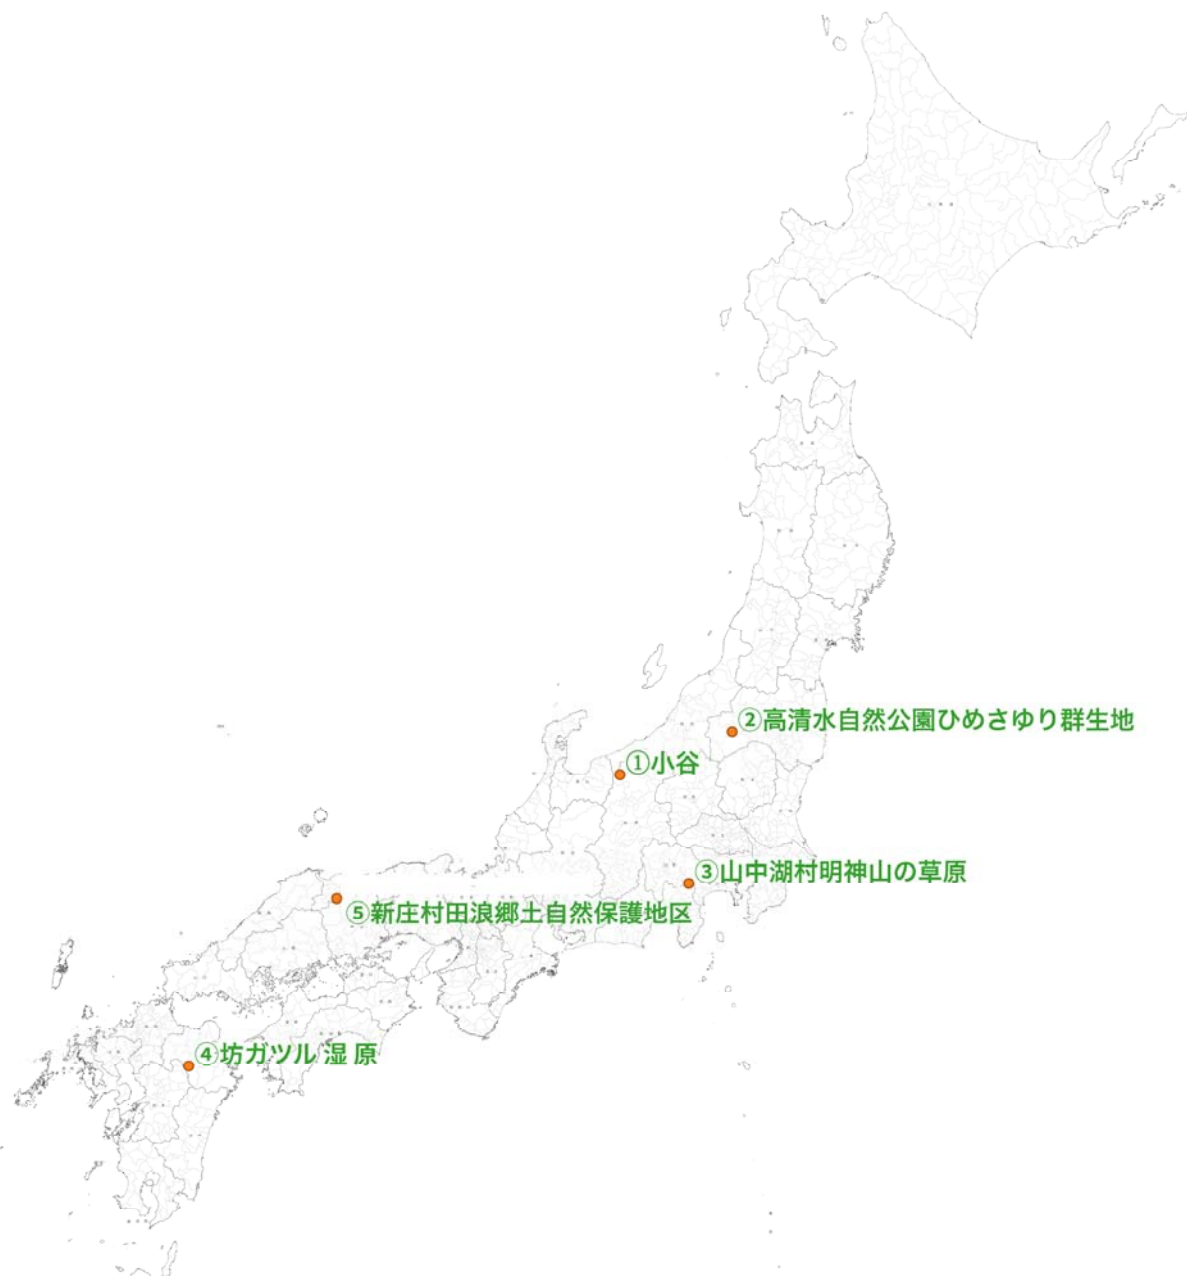 ②高清水自然公園ひめさゆり群生地
①小谷
③山中湖村明神山の草原
⑤新庄村田浪郷土自然保護地区
④坊ガツル 湿 原